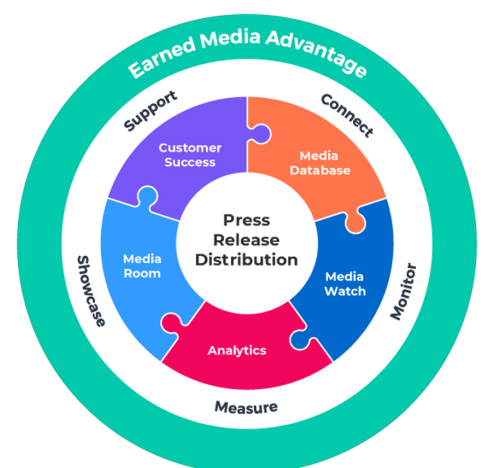 Earned Media Advantage
Support
Connect
Customer
Success
Media
Database
Press
Release
Distribution
Media
Room
Media
Watch
Showcase
Monitor
Analytics
Measure